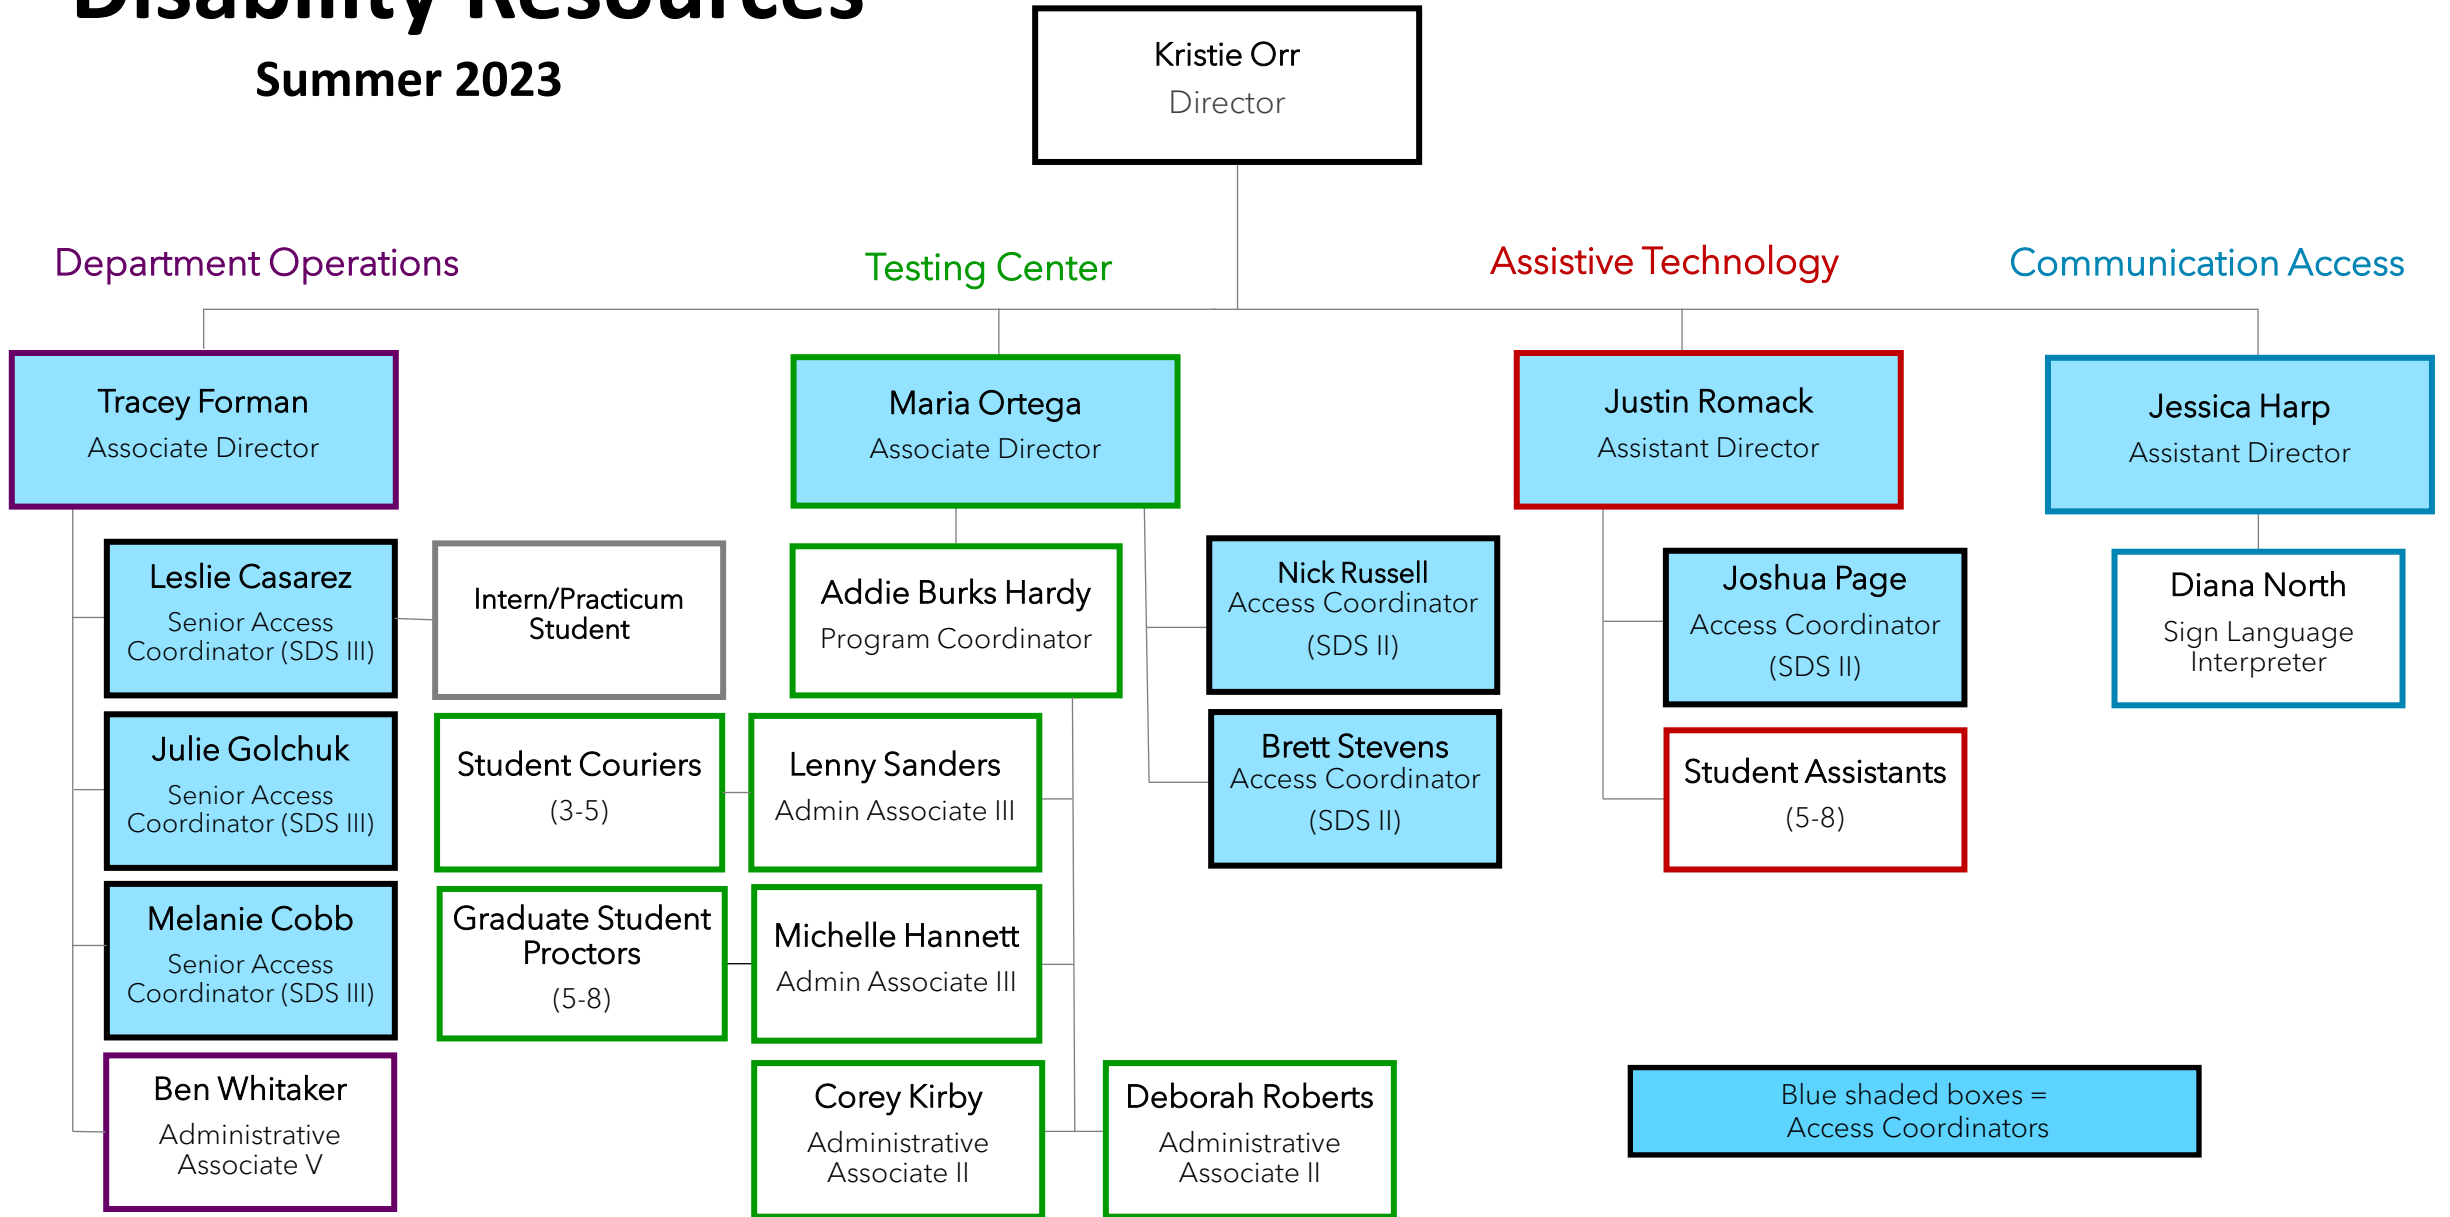 Disability Resources
Summer 2023
Kristie Orr
Director
Department Operations
Testing Center
Assistive Technology
Communication Access
Tracey Forman
Associate Director
Maria Ortega
Associate Director
Justin Romack
Assistant Director
Jessica Harp
Assistant Director
Leslie Casarez
Senior Access
Coordinator (SDS III)
Intern/Practicum
Student
Addie Burks Hardy
Program Coordinator
Nick Russell
Access Coordinator
(SDS II)
Joshua Page
Access Coordinator
(SDS II)
Diana North
Sign Language
Interpreter
Julie Golchuk
Senior Access
Coordinator (SDS III)
Student Couriers
(3-5)
Lenny Sanders
Admin Associate III
Brett Stevens
Access Coordinator
(SDS II)
Student Assistants
(5-8)
Melanie Cobb
Senior Access
Coordinator (SDS III)
Graduate Student
Proctors
(5-8)
Michelle Hannett
Admin Associate III
Ben Whitaker
Administrative
Associate V
Corey Kirby
Administrative
Associate II
Deborah Roberts
Administrative
Associate II
Blue shaded boxes =
Access Coordinators